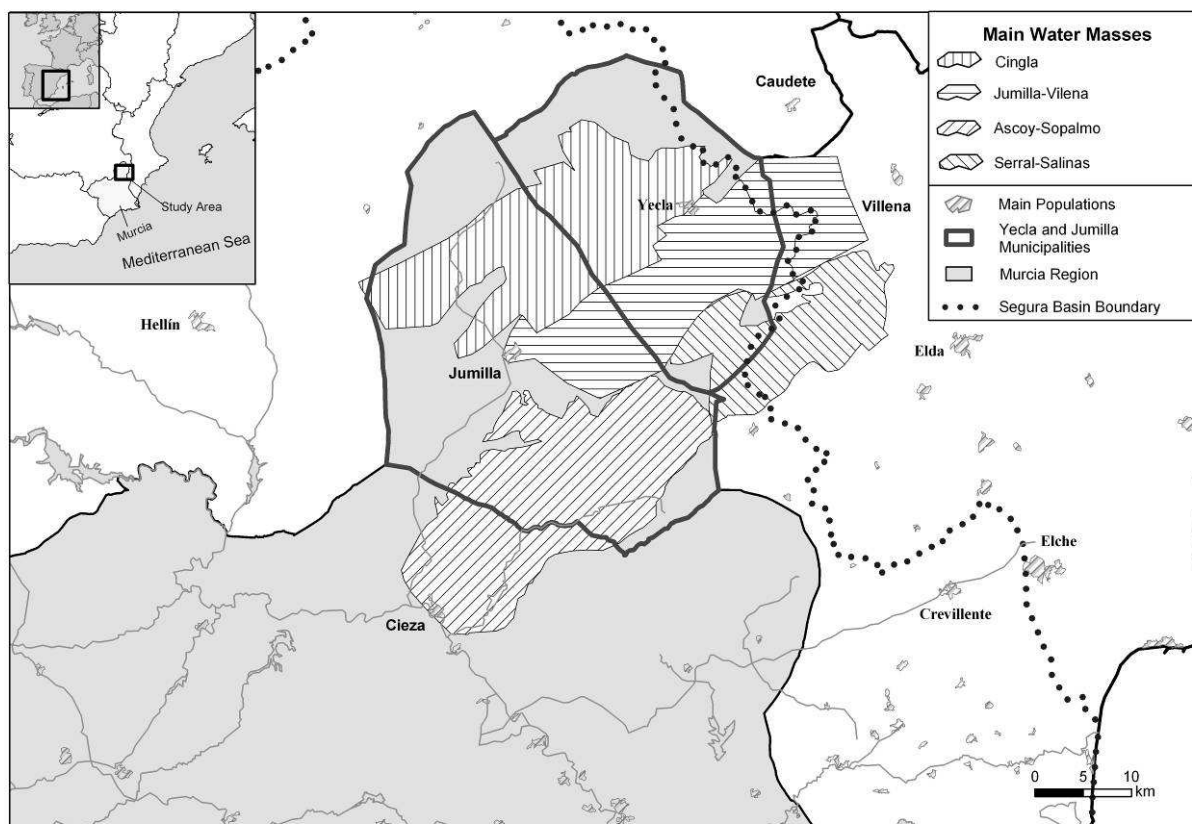 Main Water Masses
Cingla
Jumilla-Vilena
Ascoy-Sopalmo
Serral-Salinas
Main Populations
Yecla and Jumilla
Municipalities
Murcia Region
Segura Basin Boundary
Study Area
Murcia
Mediterranean Sea
Caudete
Yecla
Villena
Hellín
Jumilla
Elda
Elche
Crevillente
Cieza
0 5 10
km